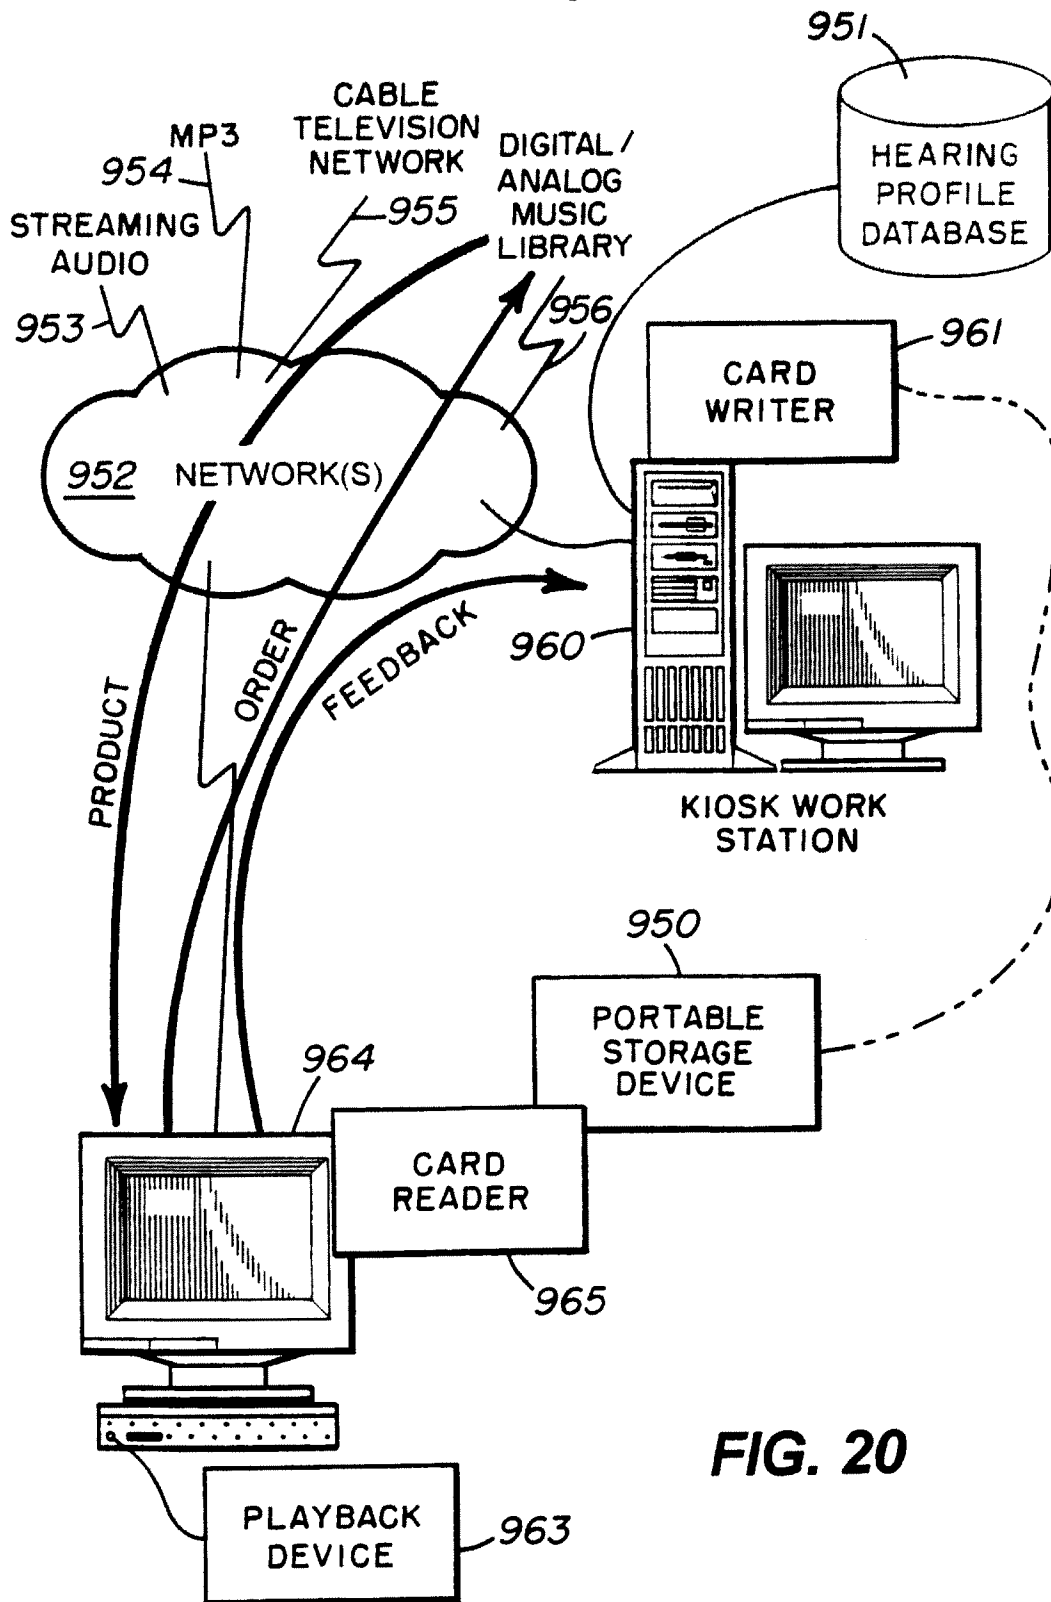 951
CABLE
TELEVISION
NETWORK
MP3
954
DIGITAL /
ANALOG
MUSIC
LIBRARY
HEARING
PROFILE
DATABASE
955
STREAMING
AUDIO
953
956
961
CARD
WRITER
952
NETWORK(S)
PRODUCT
ORDER
FEEDBACK
960
KIOSK WORK
STATION
950
PORTABLE
STORAGE
DEVICE
964
CARD
READER
965
FIG. 20
PLAYBACK
DEVICE
963